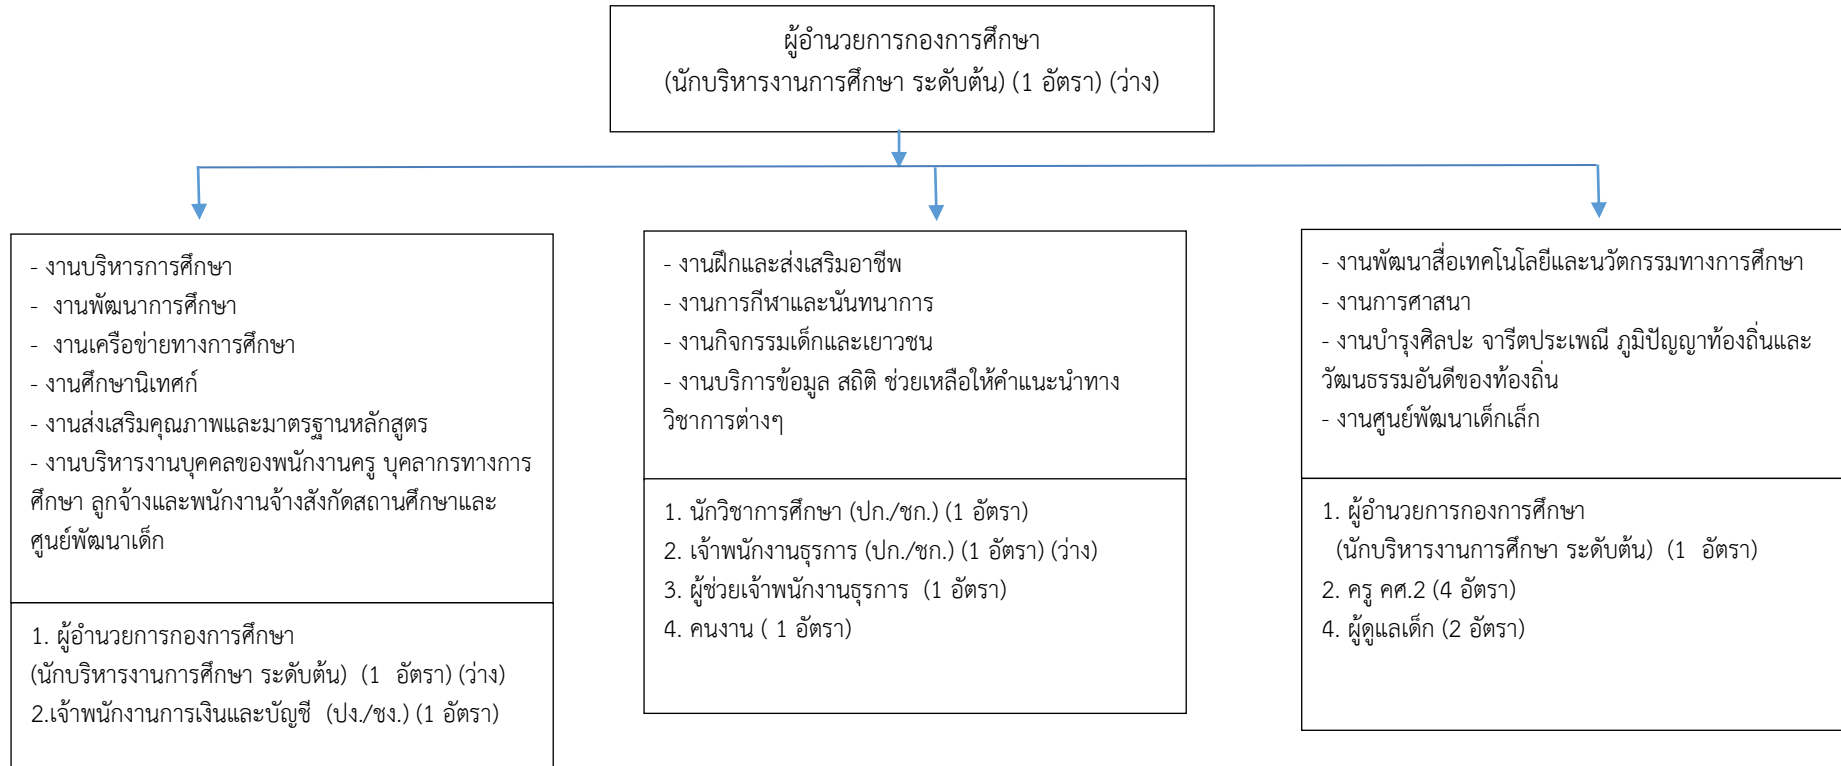 ผู้อำนวยการกองการศึกษา
(นักบริหารงานการศึกษา ระดับต้น) (1 อัตรา) (ว่าง)
- งานบริหารการศึกษา
- งานพัฒนาการศึกษา
- งานเครือข่ายทางการศึกษา
- งานศึกษานิเทศก์
- งานส่งเสริมคุณภาพและมาตรฐานหลักสูตร
- งานบริหารงานบุคคลของพนักงานครู บุคลากรทางการ
ศึกษา ลูกจ้างและพนักงานจ้างสังกัดสถานศึกษาและ
ศูนย์พัฒนาเด็ก
1. ผู้อำนวยการกองการศึกษา
(นักบริหารงานการศึกษา ระดับต้น) (1 อัตรา) (ว่าง)
2.เจ้าพนักงานการเงินและบัญชี (ปง./ชง.) (1 อัตรา)
- งานฝึกและส่งเสริมอาชีพ
- งานการกีฬาและนันทนาการ
- งานกิจกรรมเด็กและเยาวชน
- งานบริการข้อมูล สถิติ ช่วยเหลือให้คำแนะนำทาง
วิชาการต่างๆ
1. นักวิชาการศึกษา (ปก./ชก.) (1 อัตรา)
2. เจ้าพนักงานธุรการ (ปก./ชก.) (1 อัตรา) (ว่าง)
3. ผู้ช่วยเจ้าพนักงานธุรการ (1 อัตรา)
4. คนงาน ( 1 อัตรา)
- งานพัฒนาสื่อเทคโนโลยีและนวัตกรรมทางการศึกษา
- งานการศาสนา
- งานบำรุงศิลปะ จารีตประเพณี ภูมิปัญญาท้องถิ่นและ
วัฒนธรรมอันดีของท้องถิ่น
- งานศูนย์พัฒนาเด็กเล็ก
1. ผู้อำนวยการกองการศึกษา
(นักบริหารงานการศึกษา ระดับต้น) (1 อัตรา)
2. ครู คศ.2 (4 อัตรา)
4. ผู้ดูแลเด็ก (2 อัตรา)